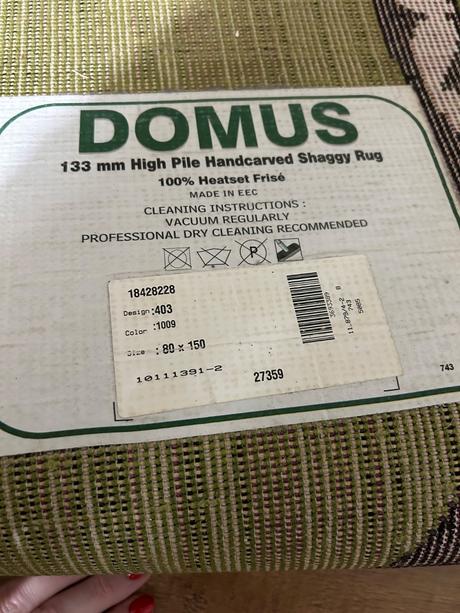 DOMUS
133 mm High Pile Handcarved Shaggy Rug
100% Heatset Frisé
MADE IN EEC
CLEANING INSTRUCTIONS :
VACUUM REGULARLY
PROFESSIONAL DRY CLEANING RECOMMENDED
P
18428228
Design :403
Color :1009
Size : 80 x 150
10111391-2
27359
743